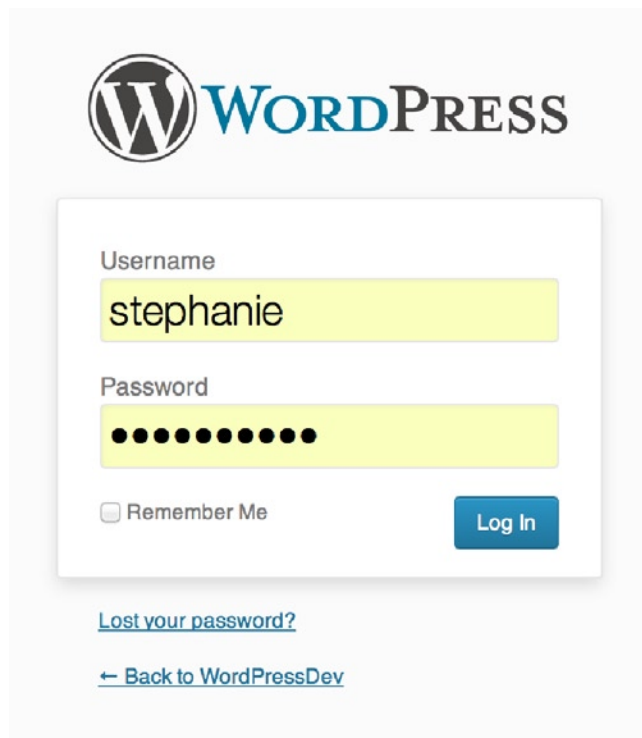 WORDPRESS
Username
stephanie
Password
••••••••••
Remember Me
Log In
Lost your password?
← Back to WordPressDev